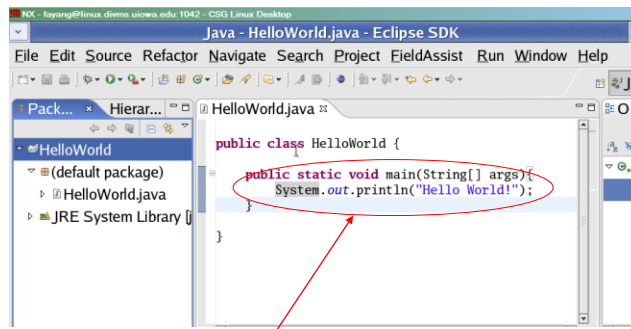 NX - fayang@linux.divms.uiowa.edu:1042 - CSG Linux Desktop
Java - HelloWorld.java - Eclipse SDK
File Edit Source Refactor Navigate Search Project FieldAssist Run Window Help
Pack... Hierar... HelloWorld.java O
public class HelloWorld {
HelloWorld
(default package)
public static void main(String[] args){
HelloWorld.java
System.out.println("Hello World!");
JRE System Library [j
}
}